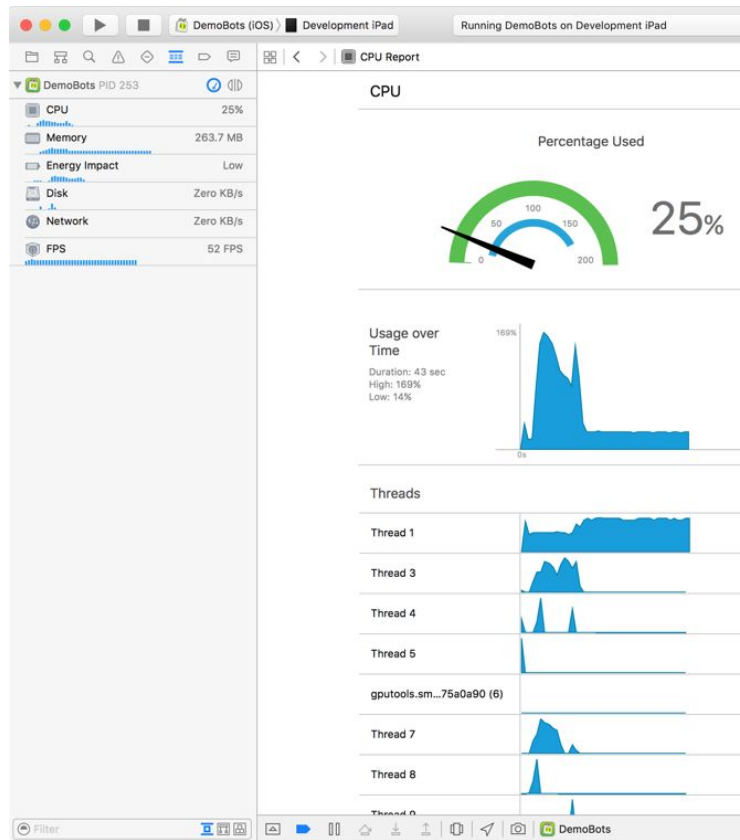 DemoBots (iOS) Development iPad
Running DemoBots on Development iPad
CPU Report
DemoBots PID 253
CPU 25%
Memory 263.7 MB
Energy Impact Low
Disk Zero KB/s
Network Zero KB/s
FPS 52 FPS
CPU
Percentage Used
0
50
100
150
200
25%
Usage over
Time
Duration: 43 sec
High: 169%
Low: 14%
169%
0s
Threads
Thread 1
Thread 3
Thread 4
Thread 5
gputools.sm...75a0a90 (6)
Thread 7
Thread 8
Thread 9
Filter
DemoBots